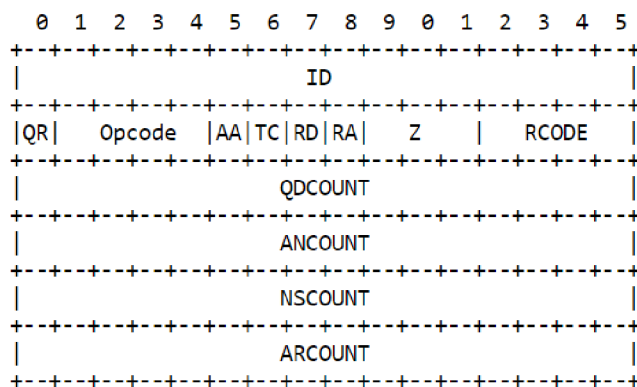 0 1 2 3 4 5 6 7 8 9 0 1 2 3 4 5
+--+--+--+--+--+--+--+--+--+--+--+--+--+--+--+--+
| ID |
+--+--+--+--+--+--+--+--+--+--+--+--+--+--+--+--+
|QR| Opcode |AA|TC|RD|RA| Z | RCODE |
+--+--+--+--+--+--+--+--+--+--+--+--+--+--+--+--+
| QDCOUNT |
+--+--+--+--+--+--+--+--+--+--+--+--+--+--+--+--+
| ANCOUNT |
+--+--+--+--+--+--+--+--+--+--+--+--+--+--+--+--+
| NSCOUNT |
+--+--+--+--+--+--+--+--+--+--+--+--+--+--+--+--+
| ARCOUNT |
+--+--+--+--+--+--+--+--+--+--+--+--+--+--+--+--+